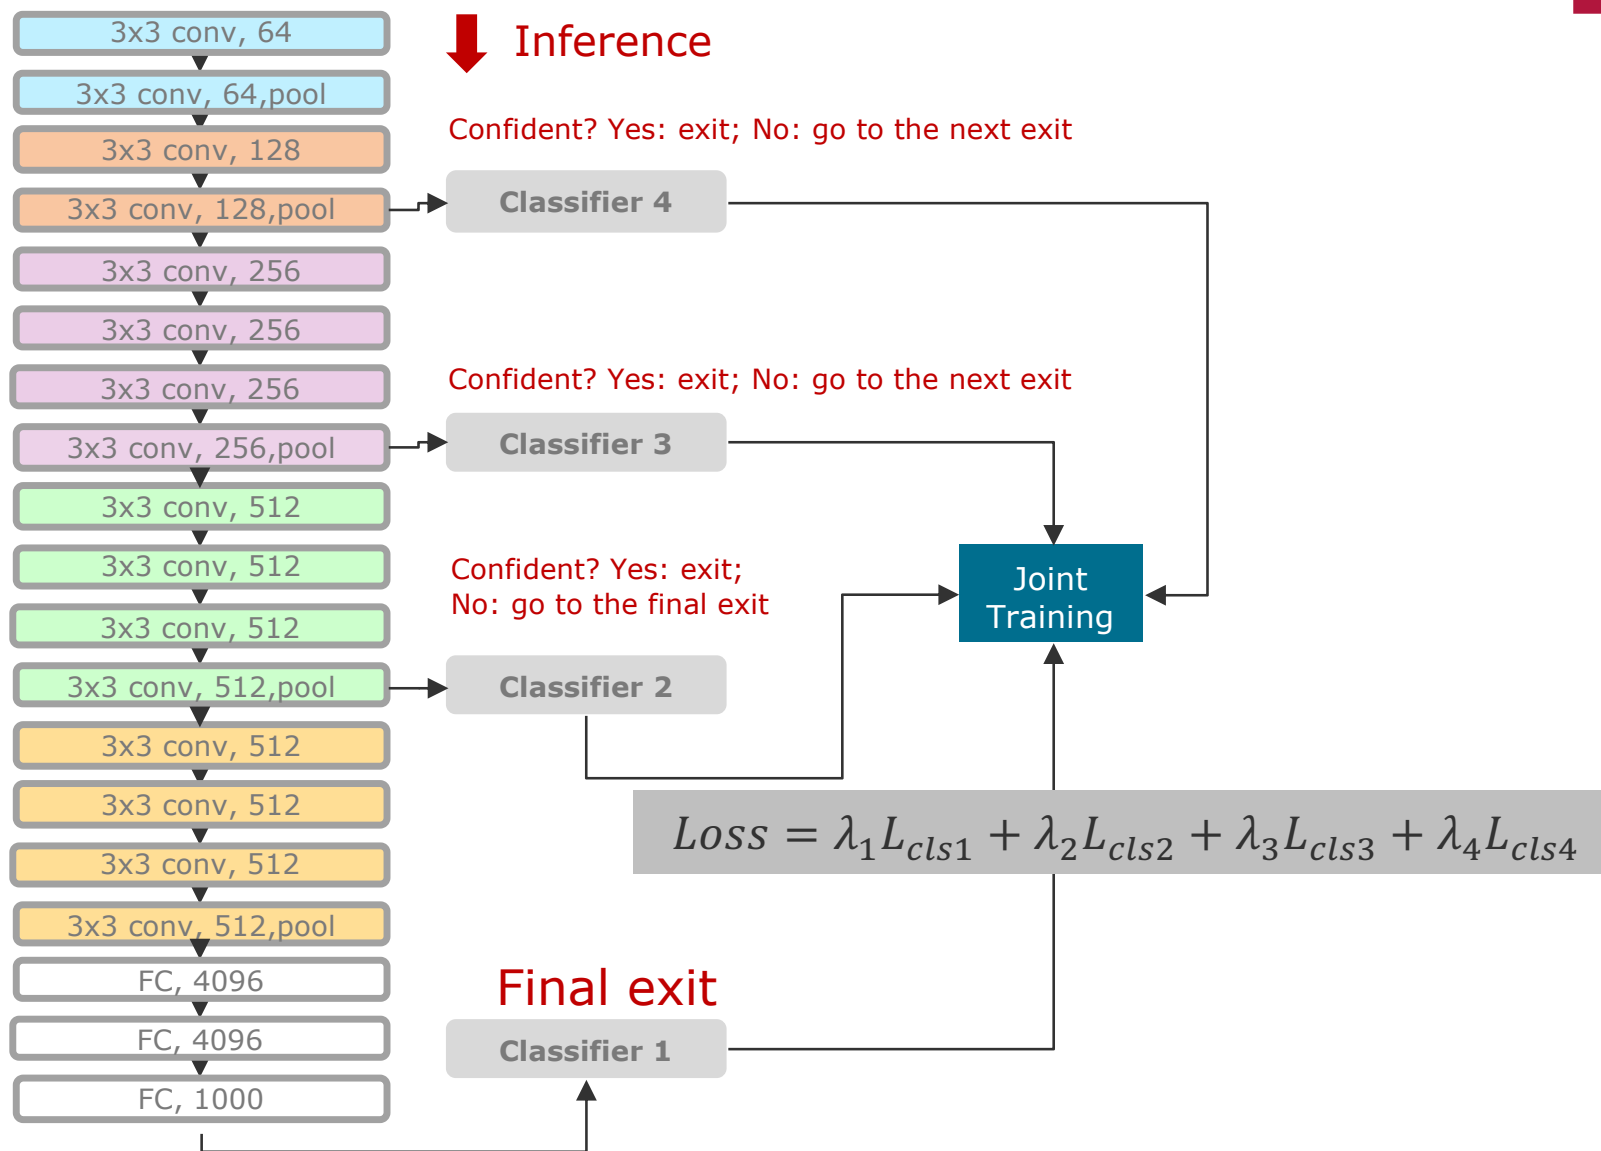 3x3 conv, 64
3x3 conv, 64,pool
3x3 conv, 128
3x3 conv, 128,pool
3x3 conv, 256
3x3 conv, 256
3x3 conv, 256
3x3 conv, 256,pool
3x3 conv, 512
3x3 conv, 512
3x3 conv, 512
3x3 conv, 512,pool
3x3 conv, 512
3x3 conv, 512
3x3 conv, 512
3x3 conv, 512,pool
FC, 4096
FC, 4096
FC, 1000
Inference
Confident? Yes: exit; No: go to the next exit
Classifier 4
Confident? Yes: exit; No: go to the next exit
Classifier 3
Confident? Yes: exit;
No: go to the final exit
Classifier 2
Joint
Training
Loss = λ₁L_cls1 + λ₂L_cls2 + λ₃L_cls3 + λ₄L_cls4
Final exit
Classifier 1